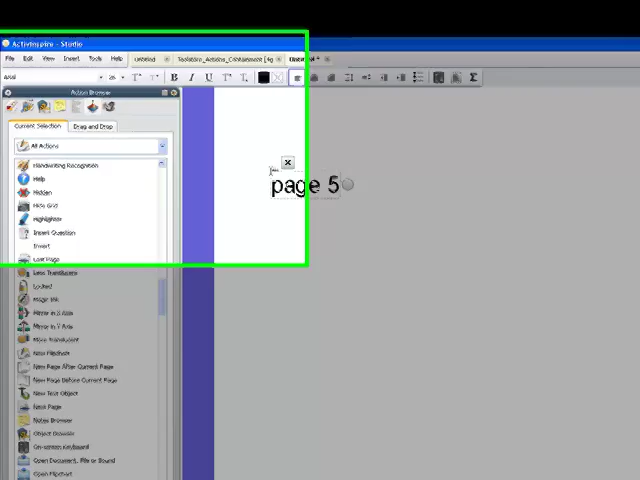 ActivInspire - Studio
File Edit View Insert Tools Help
Untitled
Arial 26 B I U
Action Browser
Current Selection Drag and Drop
All Actions
Handwriting Recognition
Help
Hidden
Hide Grid
Highlighter
Insert Question
Invert
Last Page
Less Translucent
Locked
Magic Ink
Mirror in X Axis
Mirror in Y Axis
More Translucent
New Flipchart
New Page After Current Page
New Page Before Current Page
New Text Object
Next Page
Notes Browser
Object Browser
On-screen Keyboard
Open Document, File or Sound
Open Flipchart
page 5